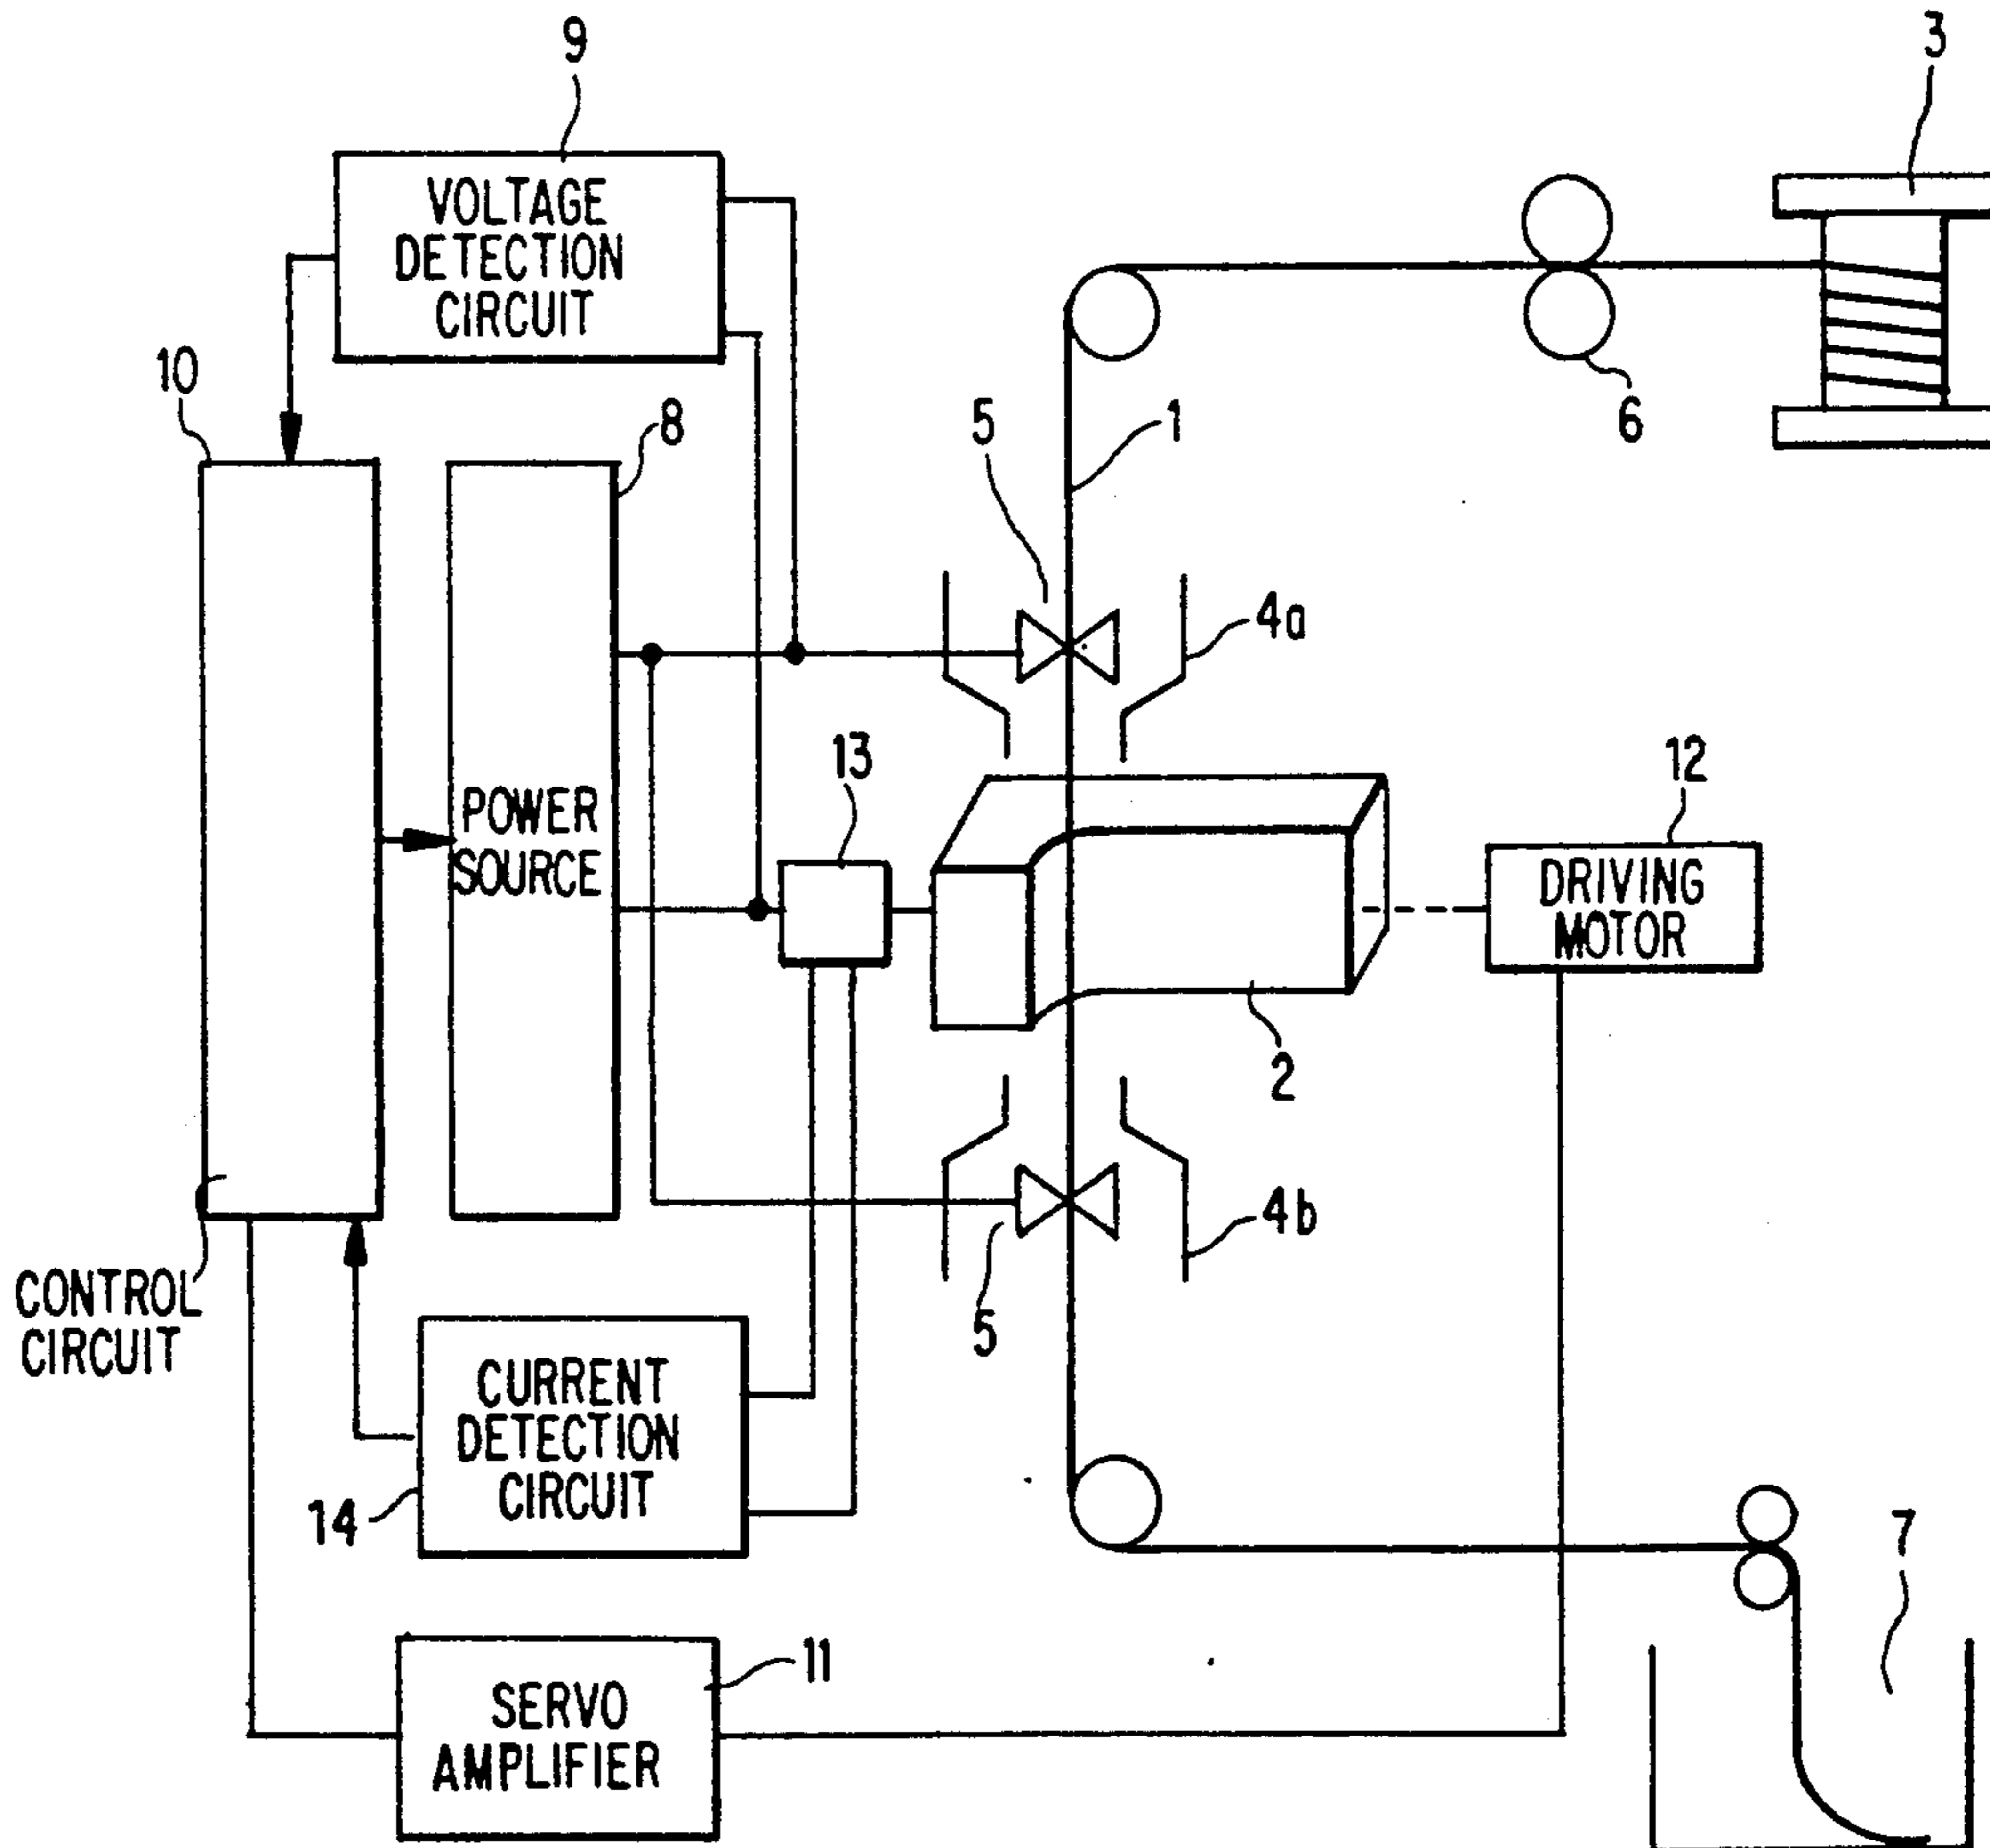 9
3
VOLTAGE
DETECTION
CIRCUIT
10
8
5
1
6
4a
POWER
SOURCE
13
12
DRIVING
MOTOR
2
5
4b
CONTROL
CIRCUIT
CURRENT
DETECTION
CIRCUIT
14
7
11
SERVO
AMPLIFIER